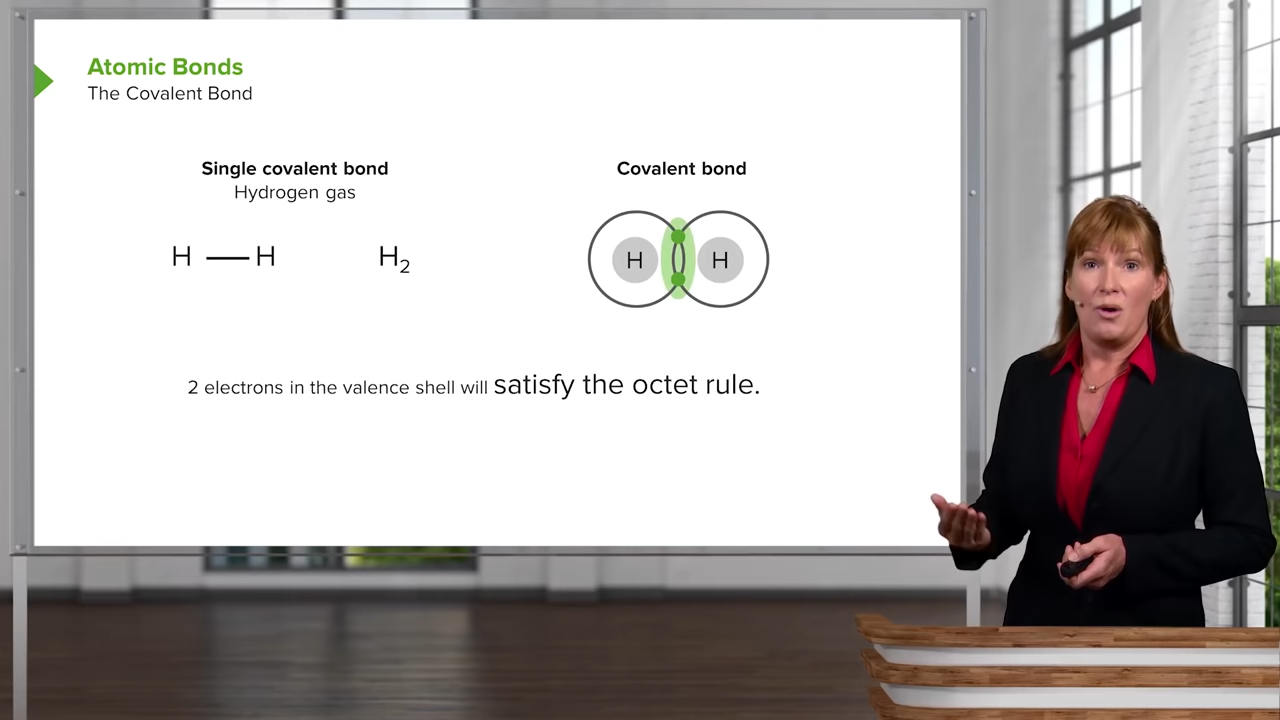 Atomic Bonds
The Covalent Bond
Single covalent bond
Hydrogen gas
H — H
H₂
Covalent bond
H H
2 electrons in the valence shell will satisfy the octet rule.